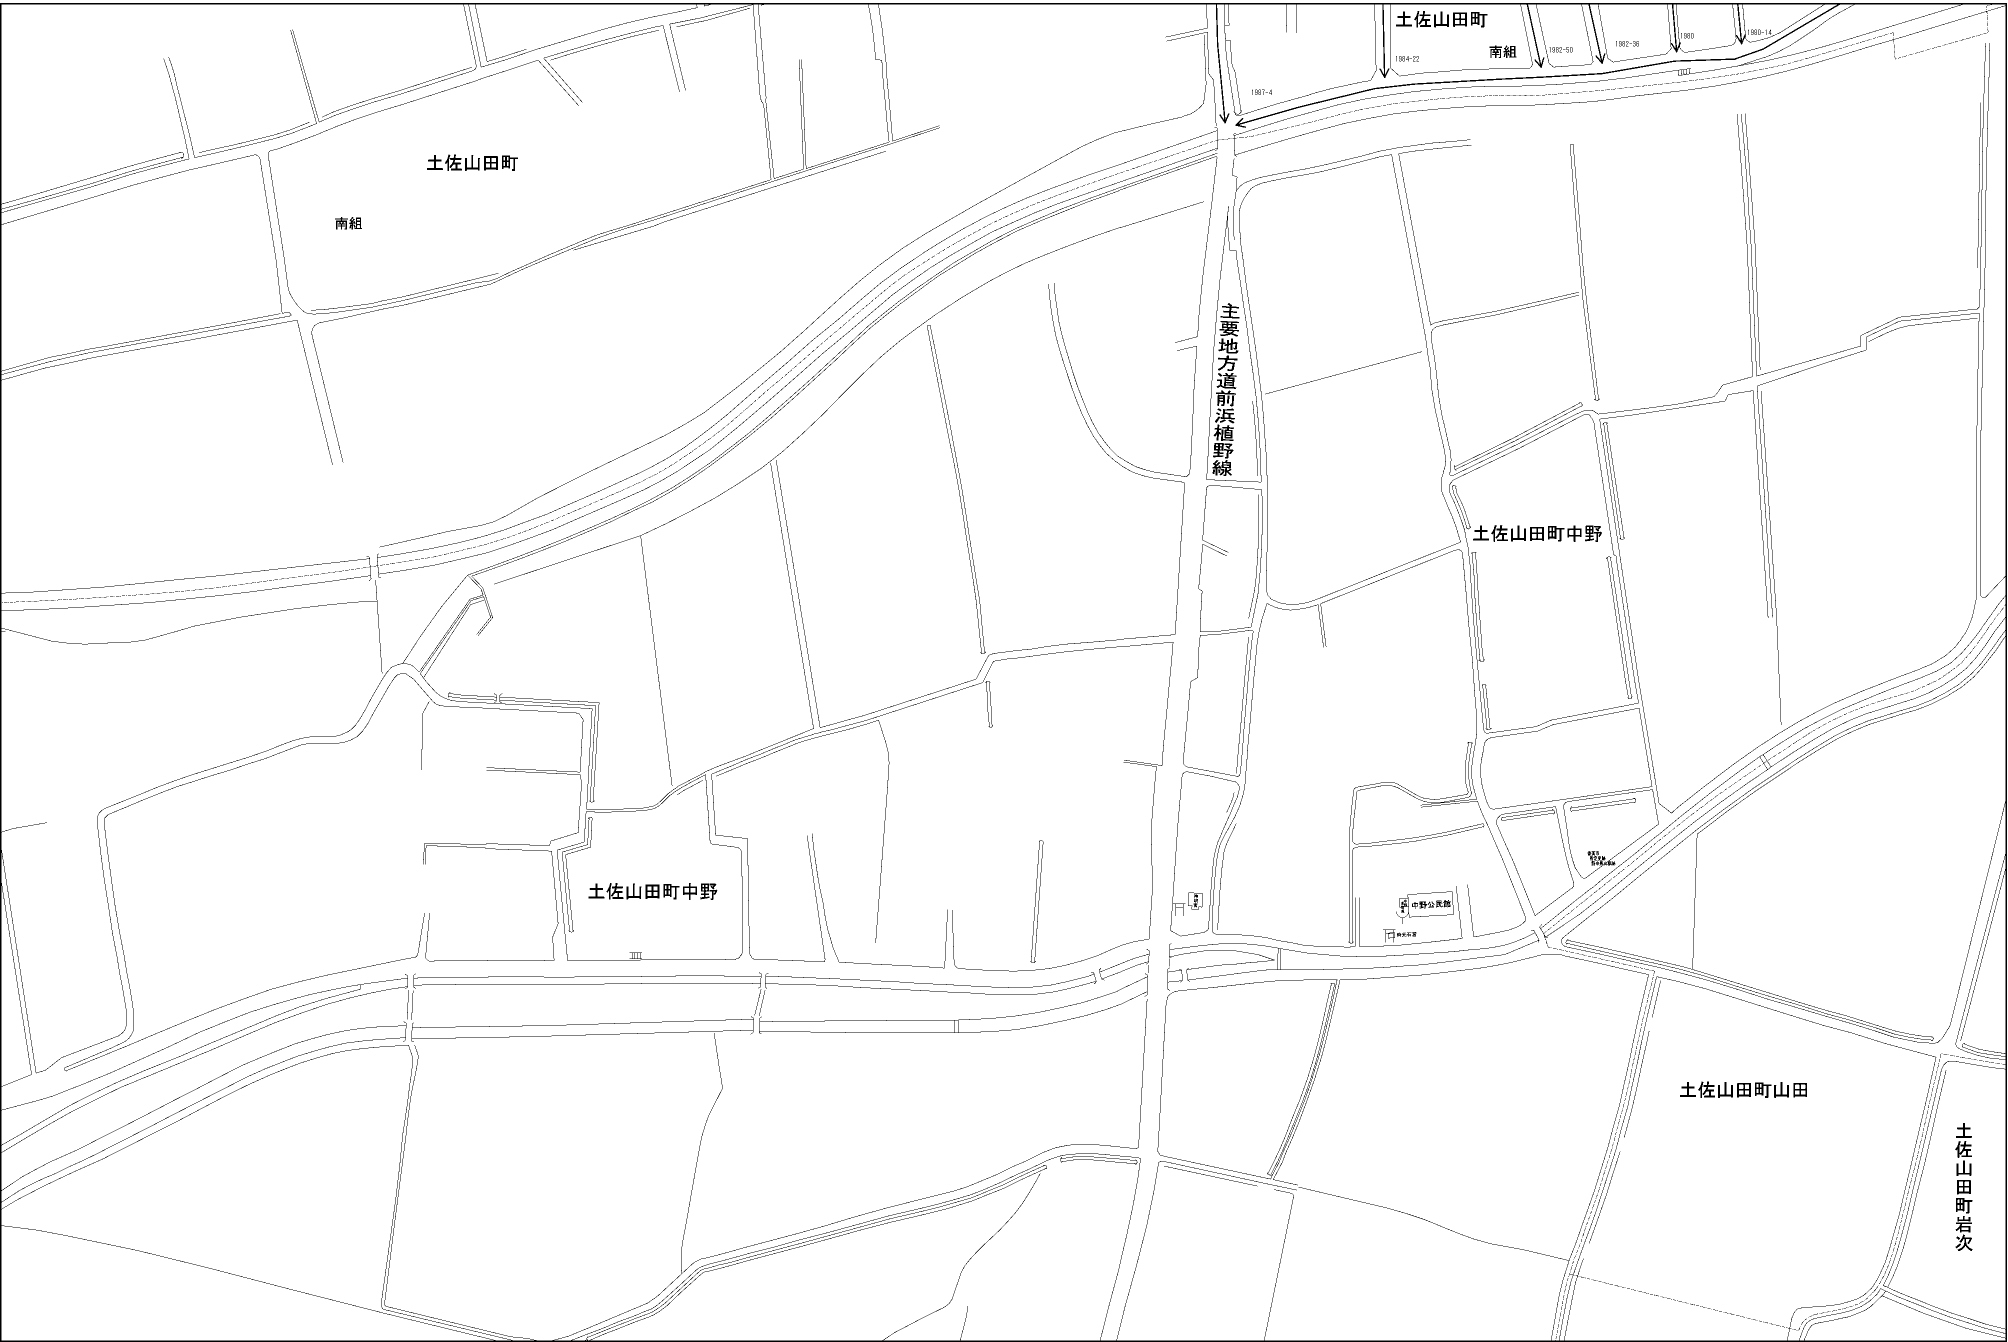 土佐山田町
南組
1984-22
1982-50
1982-36
1980
1980-14
1987-4
土佐山田町
南組
主要地方道前浜植野線
土佐山田町中野
土佐山田町中野
中野公民館
土佐山田町山田
土佐山田町岩次